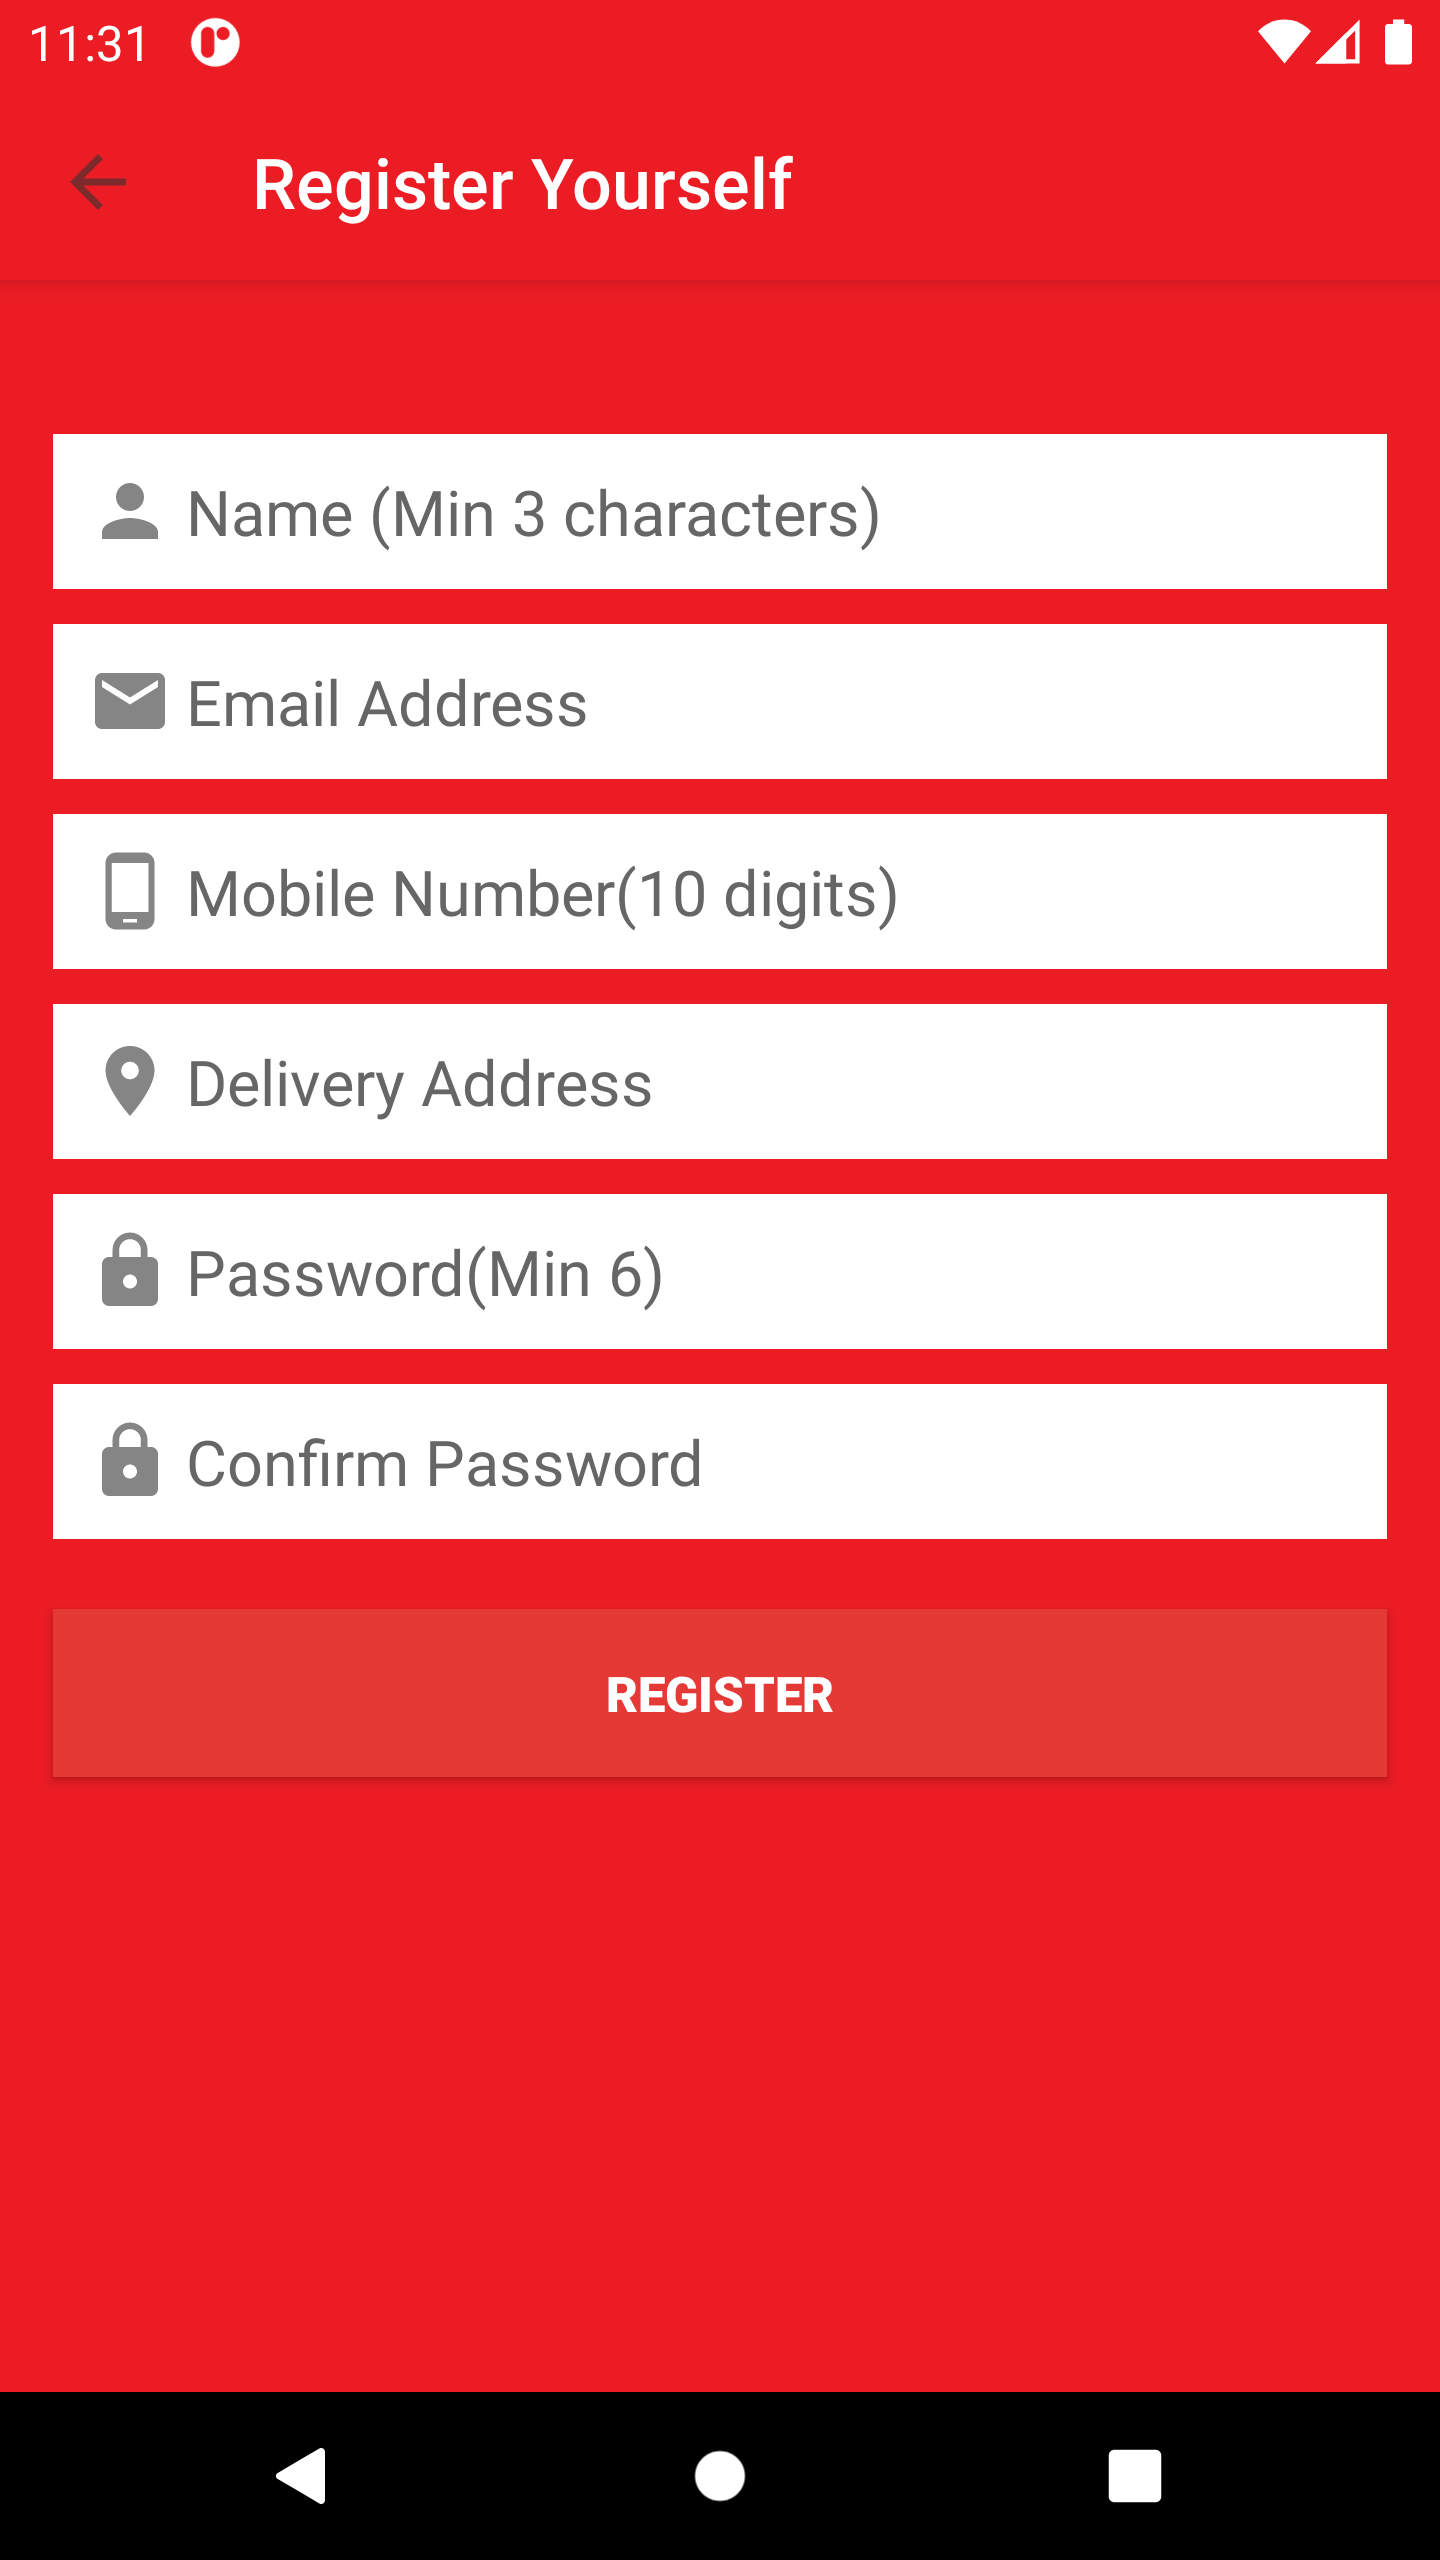 11:31
Register Yourself
Name (Min 3 characters)
Email Address
Mobile Number(10 digits)
Delivery Address
Password(Min 6)
Confirm Password
REGISTER